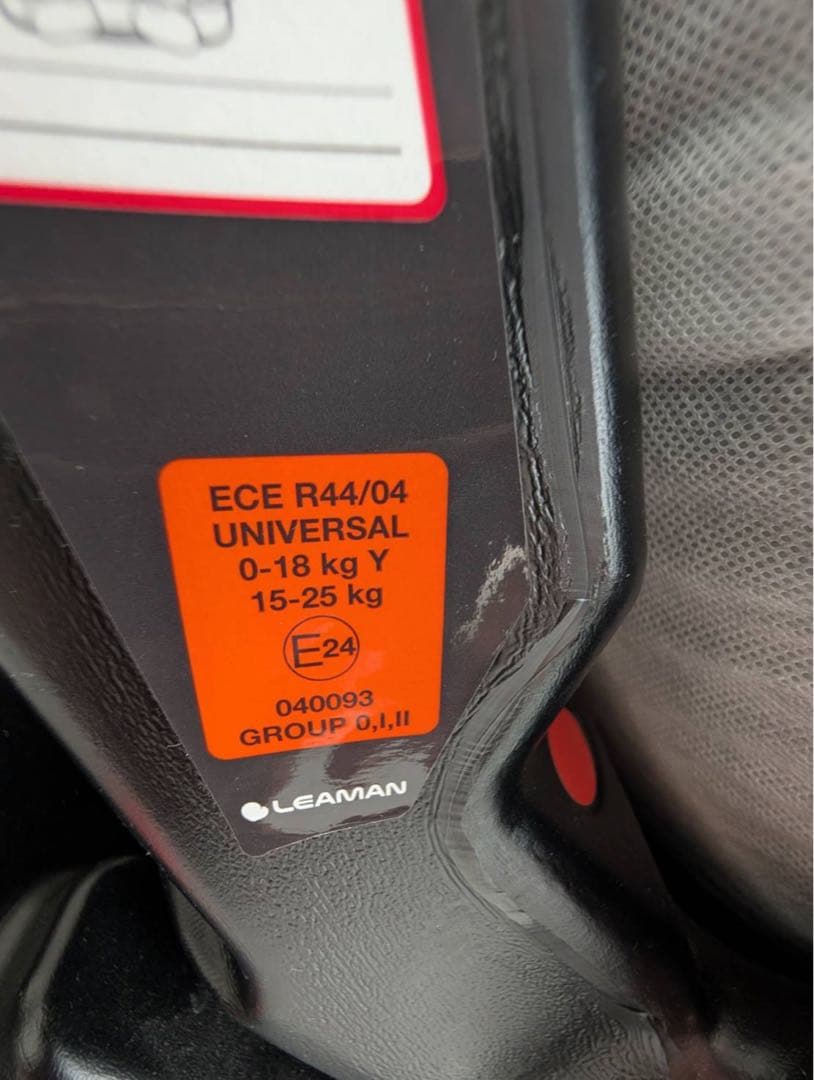 ECE R44/04
UNIVERSAL
0-18 kg Y
15-25 kg
E24
040093
GROUP 0,I,II
LEAMAN